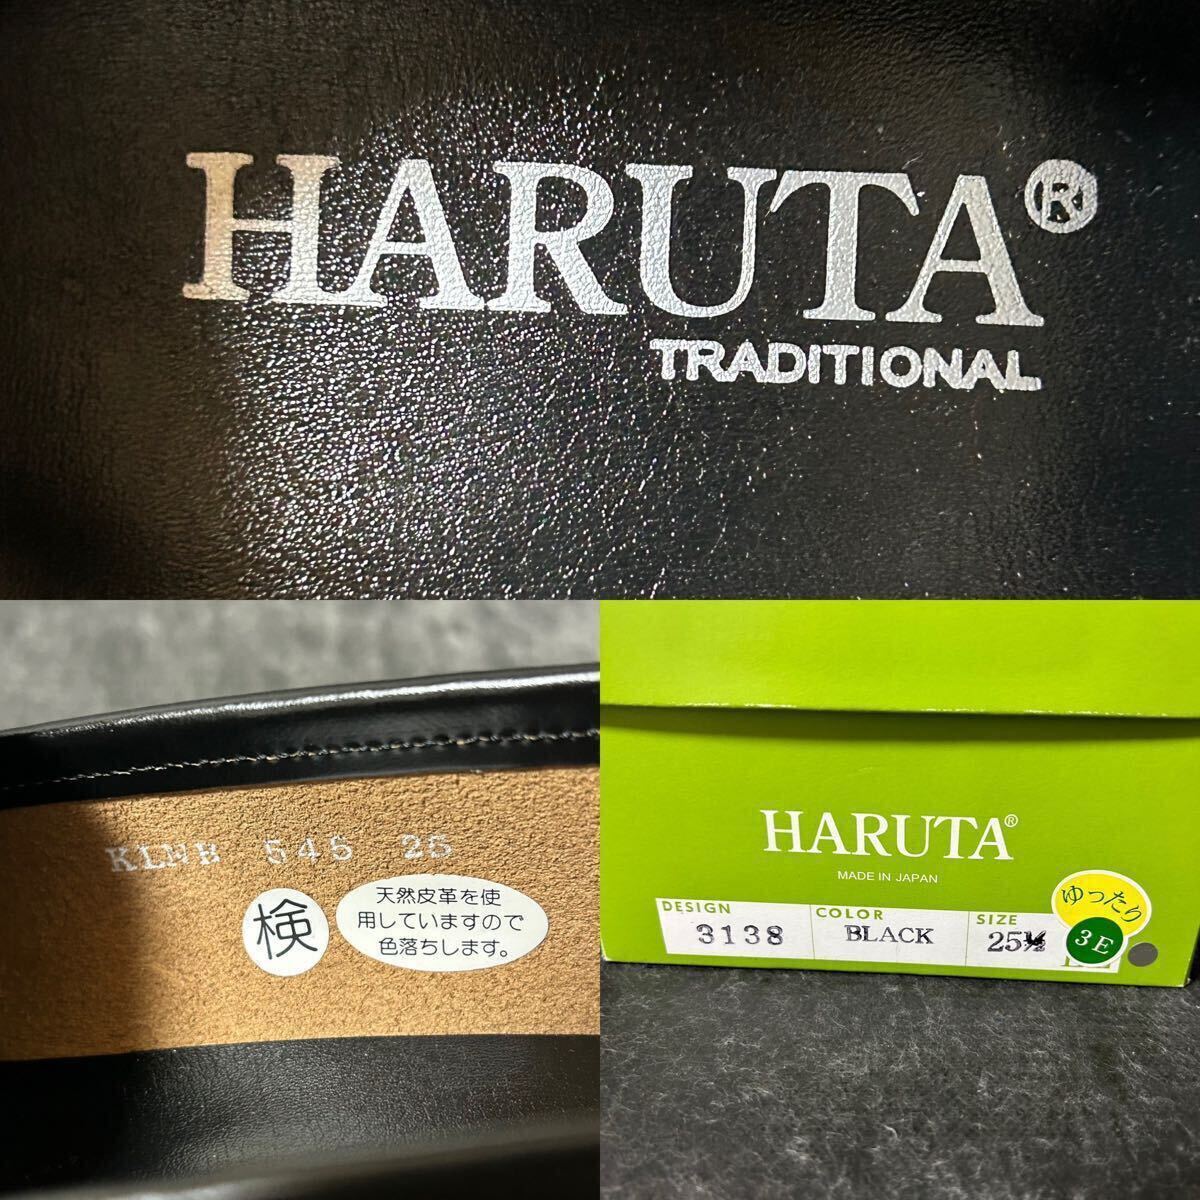 HARUTA®
TRADITIONAL
KLNB 545 25
検
天然皮革を使
用していますので
色落ちします。
HARUTA®
MADE IN JAPAN
DESIGN COLOR SIZE
3138 BLACK 25½
ゆったり
3E